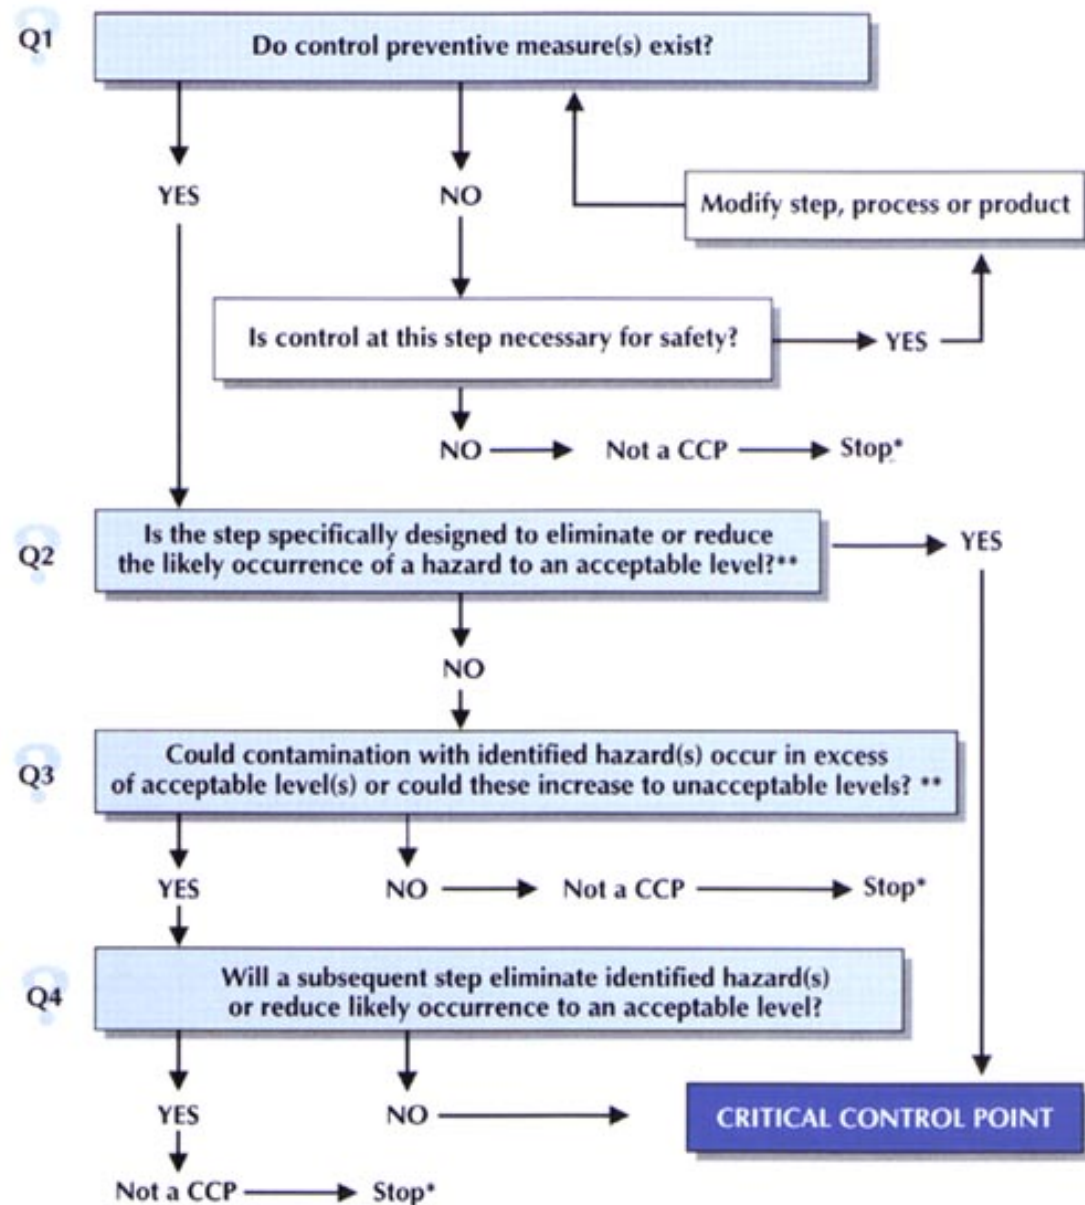 Q1
Do control preventive measure(s) exist?
YES
NO
Modify step, process or product
Is control at this step necessary for safety?
YES
NO
Not a CCP
Stop*
Q2
Is the step specifically designed to eliminate or reduce
the likely occurrence of a hazard to an acceptable level?**
YES
NO
Q3
Could contamination with identified hazard(s) occur in excess
of acceptable level(s) or could these increase to unacceptable levels? **
YES
NO
Not a CCP
Stop*
Q4
Will a subsequent step eliminate identified hazard(s)
or reduce likely occurrence to an acceptable level?
YES
NO
CRITICAL CONTROL POINT
Not a CCP
Stop*